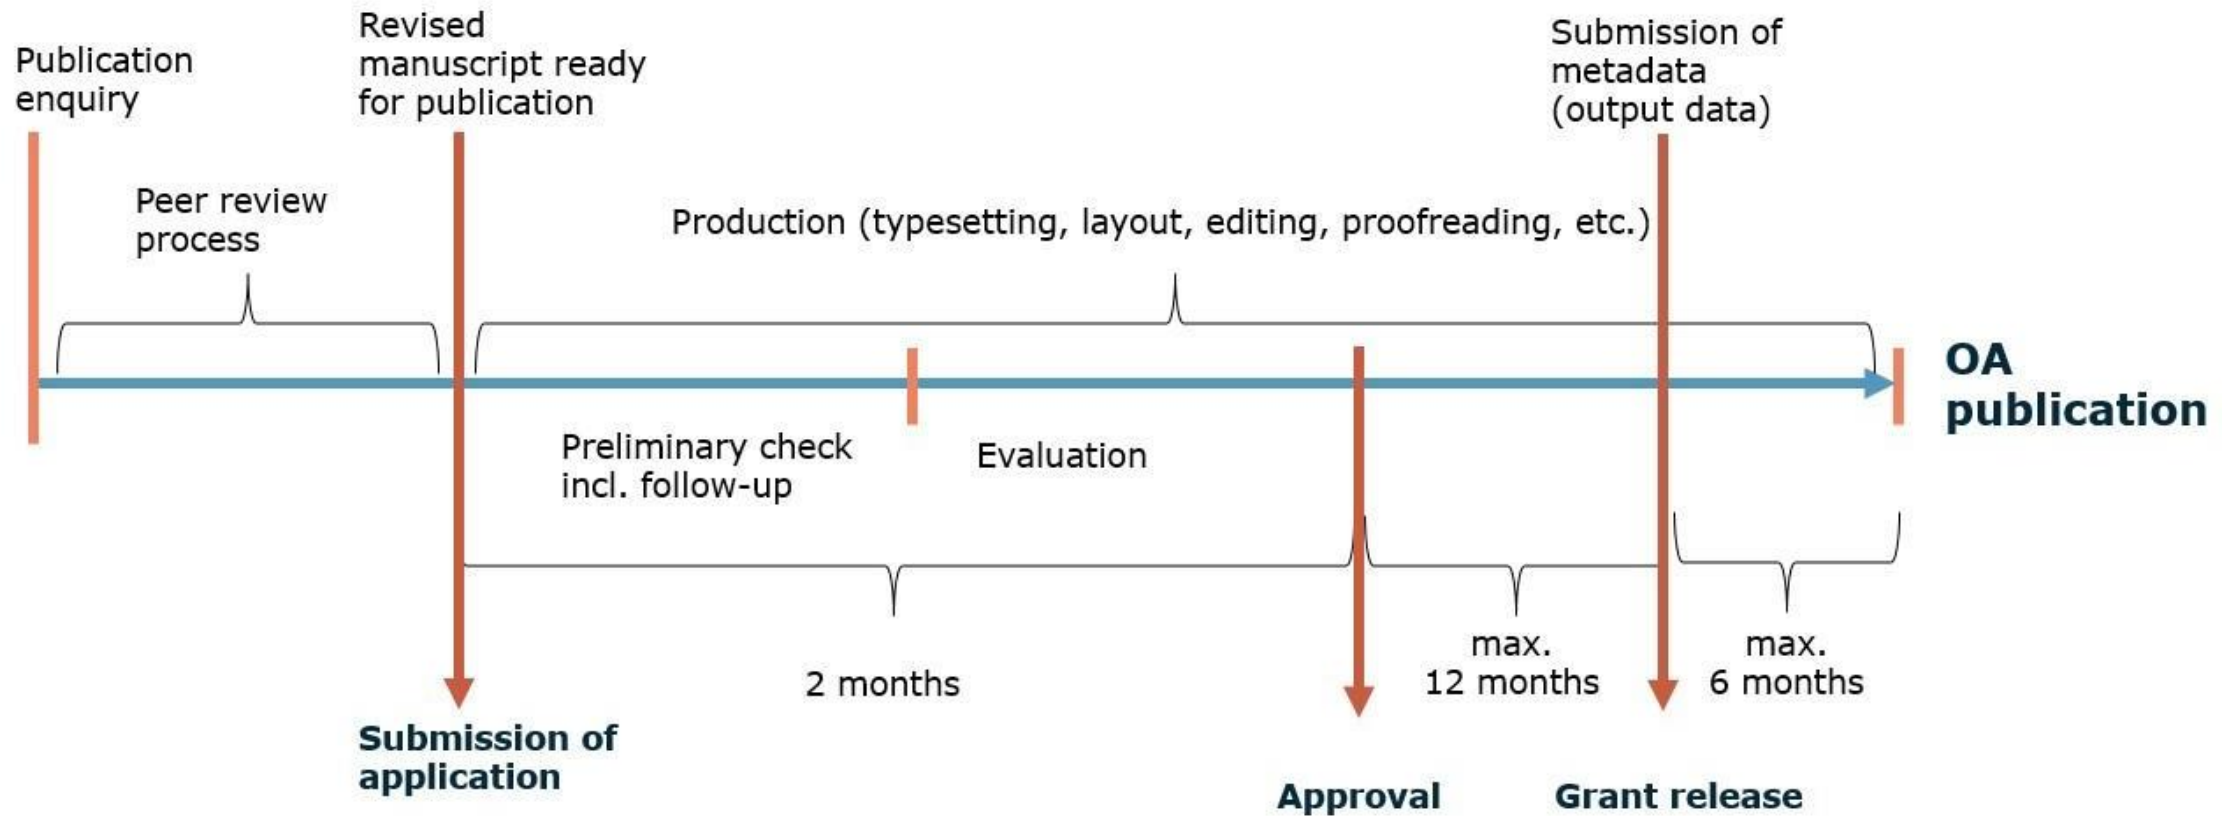 Publication
enquiry
Revised
manuscript ready
for publication
Submission of
metadata
(output data)
Peer review
process
Production (typesetting, layout, editing, proofreading, etc.)
OA
publication
Preliminary check
incl. follow-up
Evaluation
2 months
max.
12 months
max.
6 months
Submission of
application
Approval
Grant release